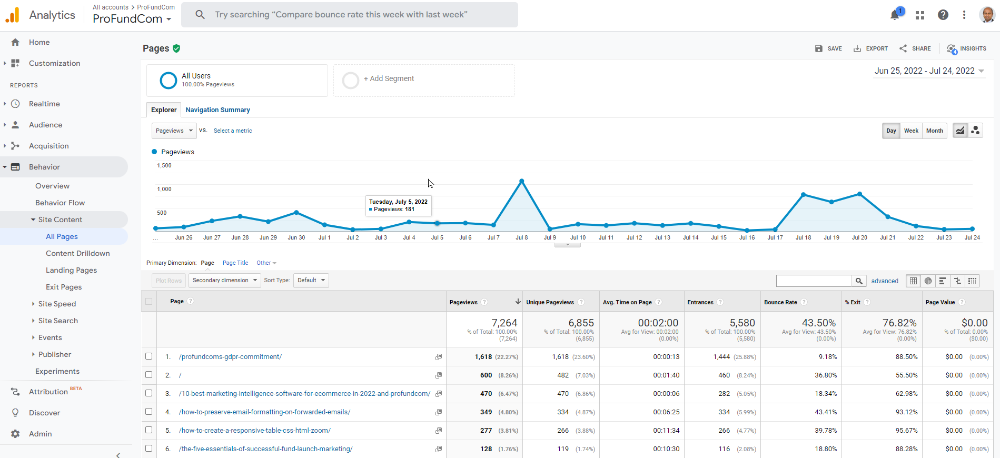 Analytics
All accounts > ProFundCom
ProFundCom
Try searching “Compare bounce rate this week with last week”
1
Home
Customization
REPORTS
Realtime
Audience
Acquisition
Behavior
Overview
Behavior Flow
Site Content
All Pages
Content Drilldown
Landing Pages
Exit Pages
Site Speed
Site Search
Events
Publisher
Experiments
Attribution BETA
Discover
Admin
Pages
SAVE EXPORT SHARE 4 INSIGHTS
All Users
100.00% Pageviews
+ Add Segment
Jun 25, 2022 - Jul 24, 2022
Explorer Navigation Summary
Pageviews VS. Select a metric
Day Week Month
Pageviews
1,500
1,000
500
Tuesday, July 5, 2022
Pageviews: 181
... Jun 26 Jun 27 Jun 28 Jun 29 Jun 30 Jul 1 Jul 2 Jul 3 Jul 4 Jul 5 Jul 6 Jul 7 Jul 8 Jul 9 Jul 10 Jul 11 Jul 12 Jul 13 Jul 14 Jul 15 Jul 16 Jul 17 Jul 18 Jul 19 Jul 20 Jul 21 Jul 22 Jul 23 Jul 24
Primary Dimension: Page Page Title Other
Plot Rows Secondary dimension Sort Type: Default advanced
Page ? Pageviews ? Unique Pageviews ? Avg. Time on Page ? Entrances ? Bounce Rate ? % Exit ? Page Value ?
7,264 6,855 00:02:00 5,580 43.50% 76.82% $0.00
% of Total: 100.00% % of Total: 100.00% Avg for View: 00:02:00 % of Total: 100.00% Avg for View: 43.50% Avg for View: 76.82% % of Total: 0.00%
(7,264) (6,855) (0.00%) (5,580) (0.00%) (0.00%) ($0.00)
1. /profundcoms-gdpr-commitment/ 1,618 (22.27%) 1,618 (23.60%) 00:00:13 1,444 (25.88%) 9.18% 88.50% $0.00 (0.00%)
2. / 600 (8.26%) 482 (7.03%) 00:01:40 460 (8.24%) 36.80% 55.50% $0.00 (0.00%)
3. /10-best-marketing-intelligence-software-for-ecommerce-in-2022-and-profundcom/ 470 (6.47%) 470 (6.86%) 00:00:06 282 (5.05%) 18.34% 62.98% $0.00 (0.00%)
4. /how-to-preserve-email-formatting-on-forwarded-emails/ 349 (4.80%) 334 (4.87%) 00:06:25 334 (5.99%) 43.41% 93.12% $0.00 (0.00%)
5. /how-to-create-a-responsive-table-css-html-zoom/ 277 (3.81%) 266 (3.88%) 00:11:34 266 (4.77%) 39.78% 95.67% $0.00 (0.00%)
6. /the-five-essentials-of-successful-fund-launch-marketing/ 128 (1.76%) 119 (1.74%) 00:10:30 116 (2.08%) 18.80% 88.28% $0.00 (0.00%)